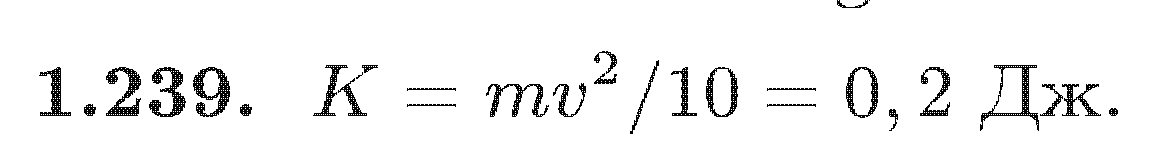 1.239. K = mv²/10 = 0,2 Дж.